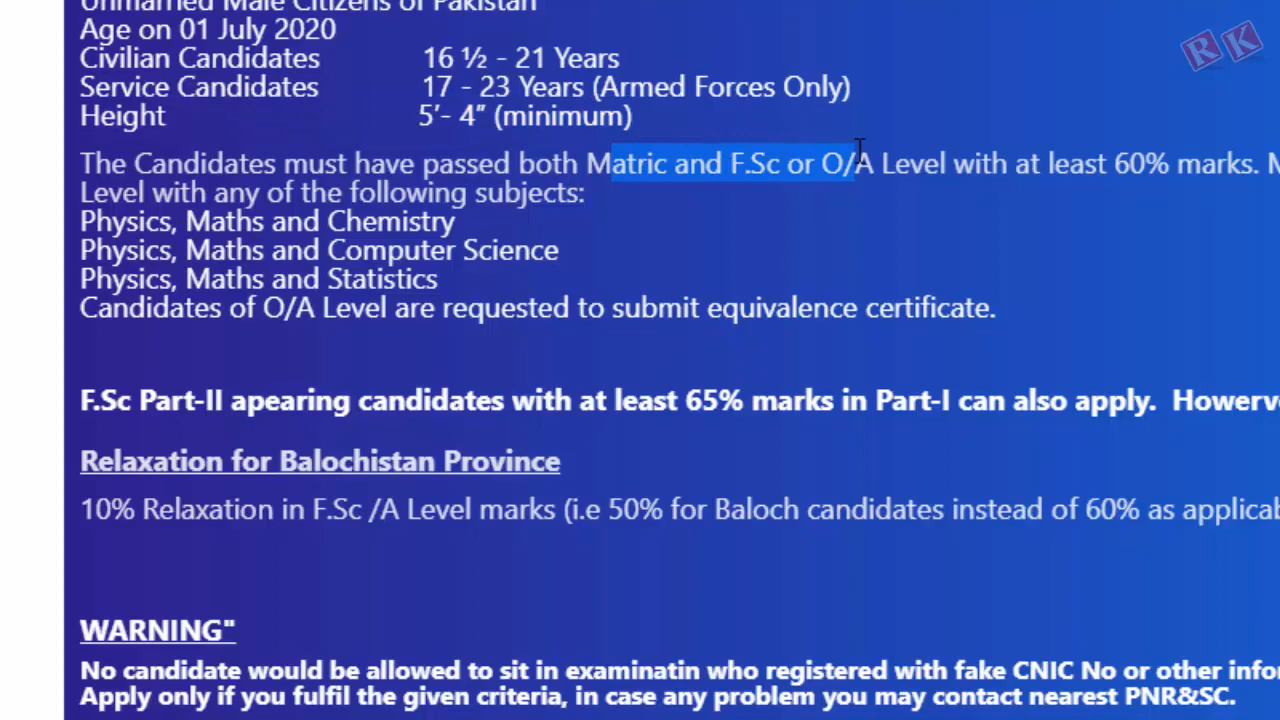 Unmarried Male Citizens of Pakistan
Age on 01 July 2020
Civilian Candidates 16 ½ - 21 Years
Service Candidates 17 - 23 Years (Armed Forces Only)
Height 5′- 4″ (minimum)
The Candidates must have passed both Matric and F.Sc or O/A Level with at least 60% marks.
Level with any of the following subjects:
Physics, Maths and Chemistry
Physics, Maths and Computer Science
Physics, Maths and Statistics
Candidates of O/A Level are requested to submit equivalence certificate.
F.Sc Part-II apearing candidates with at least 65% marks in Part-I can also apply.
Relaxation for Balochistan Province
10% Relaxation in F.Sc /A Level marks (i.e 50% for Baloch candidates instead of 60% as
WARNING"
No candidate would be allowed to sit in examinatin who registered with fake CNIC No or other
Apply only if you fulfil the given criteria, in case any problem you may contact nearest PNR&SC.
RK